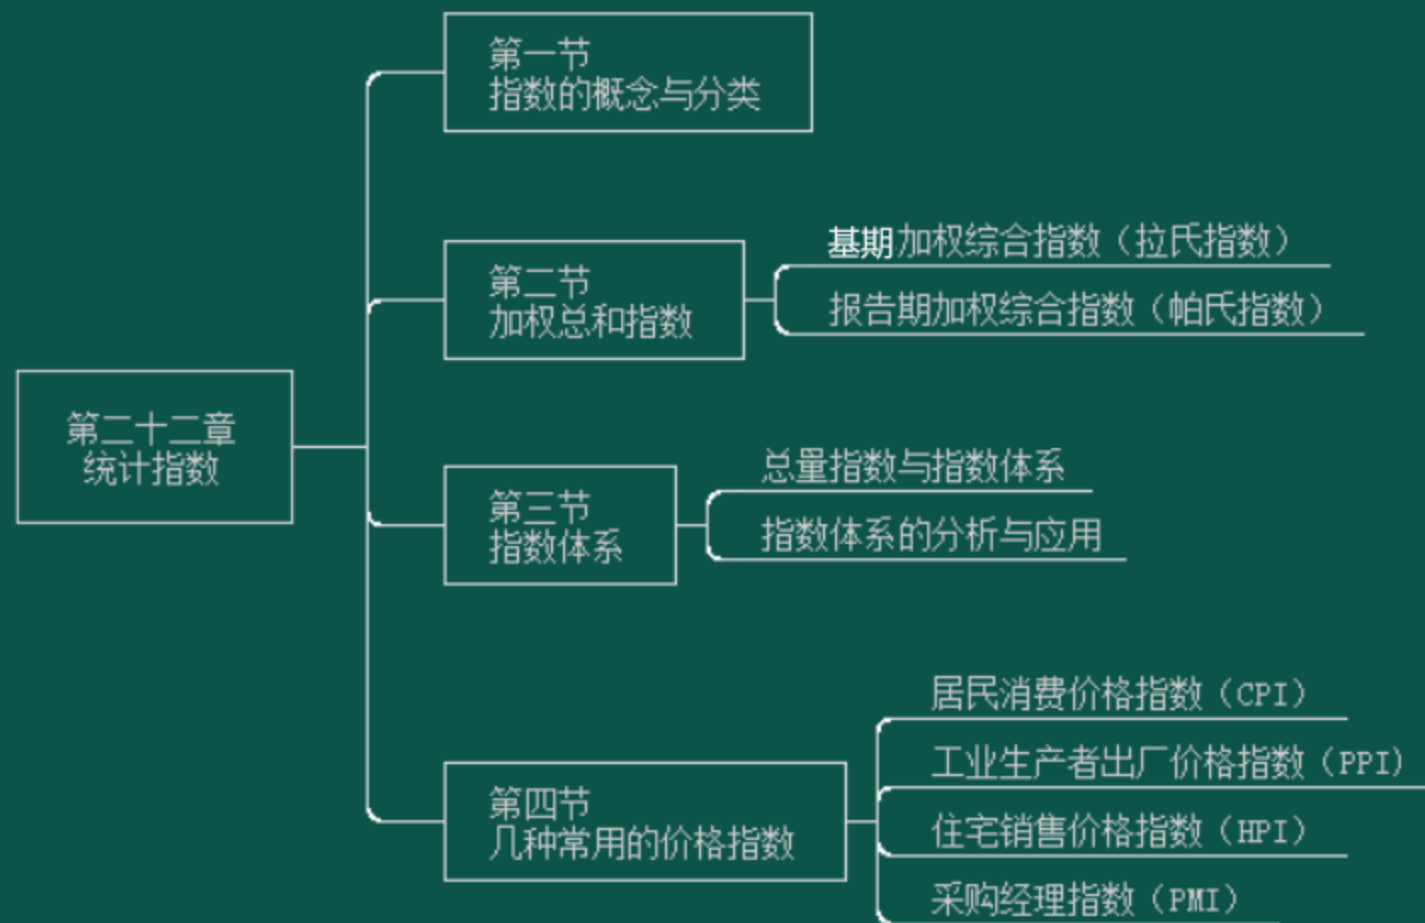 第一节
指数的概念与分类
基期加权综合指数（拉氏指数）
第二节
加权总和指数
报告期加权综合指数（帕氏指数）
第二十二章
统计指数
总量指数与指数体系
第三节
指数体系
指数体系的分析与应用
居民消费价格指数（CPI）
工业生产者出厂价格指数（PPI）
第四节
几种常用的价格指数
住宅销售价格指数（HPI）
采购经理指数（PMI）